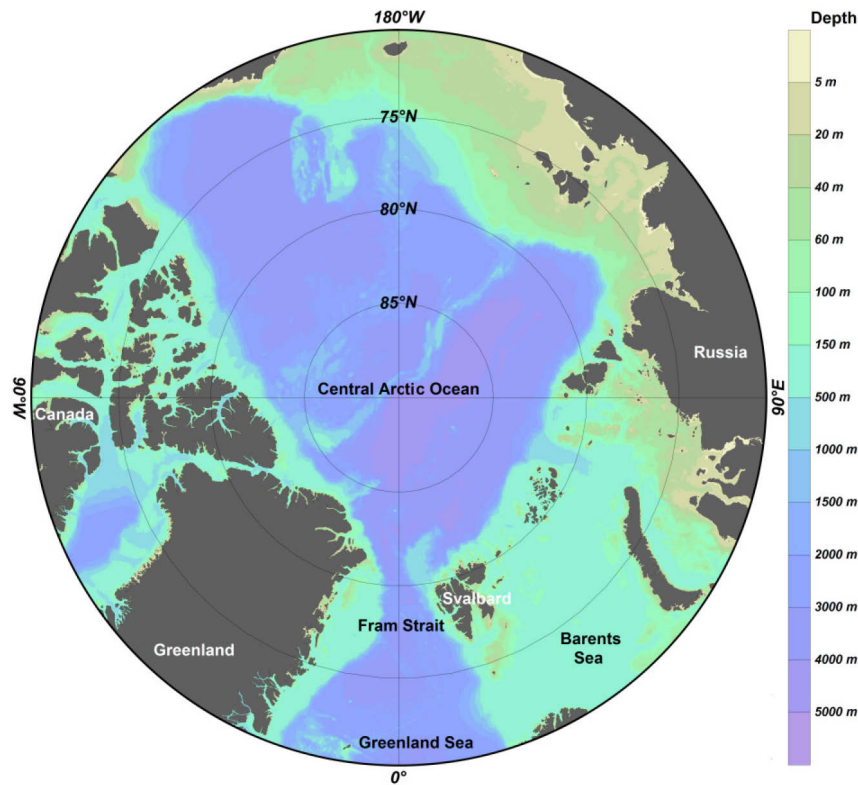 180°W
Depth
5 m
75°N
20 m
40 m
80°N
60 m
100 m
85°N
150 m
Russia
Central Arctic Ocean
500 m
90°W
Canada
90°E
1000 m
1500 m
2000 m
Svalbard
3000 m
Fram Strait
Barents
Sea
Greenland
4000 m
5000 m
Greenland Sea
0°